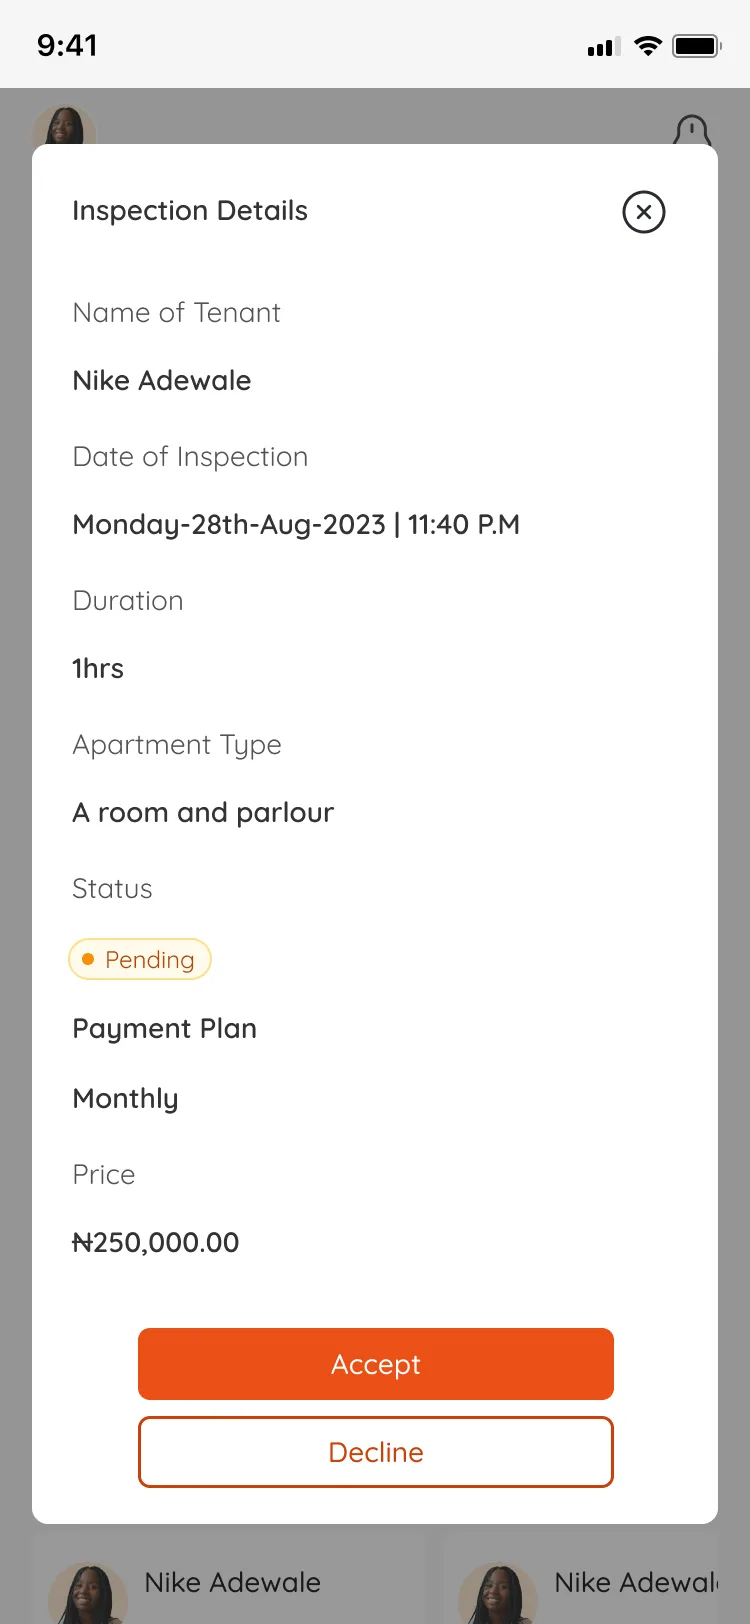 9:41
Inspection Details
Name of Tenant
Nike Adewale
Date of Inspection
Monday-28th-Aug-2023 | 11:40 P.M
Duration
1hrs
Apartment Type
A room and parlour
Status
Pending
Payment Plan
Monthly
Price
₦250,000.00
Accept
Decline
Nike Adewale
Nike Adewal